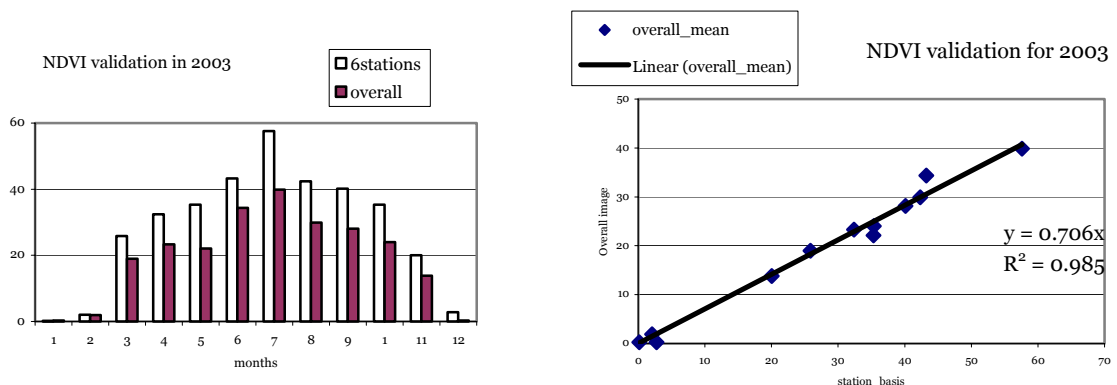 NDVI validation in 2003
6stations
overall
60
40
20
0
1 2 3 4 5 6 7 8 9 1 11 12
months
overall_mean
Linear (overall_mean)
NDVI validation for 2003
50
40
30
20
10
0
Overall image
y = 0.706x
R² = 0.985
0 10 20 30 40 50 60 70
station_basis